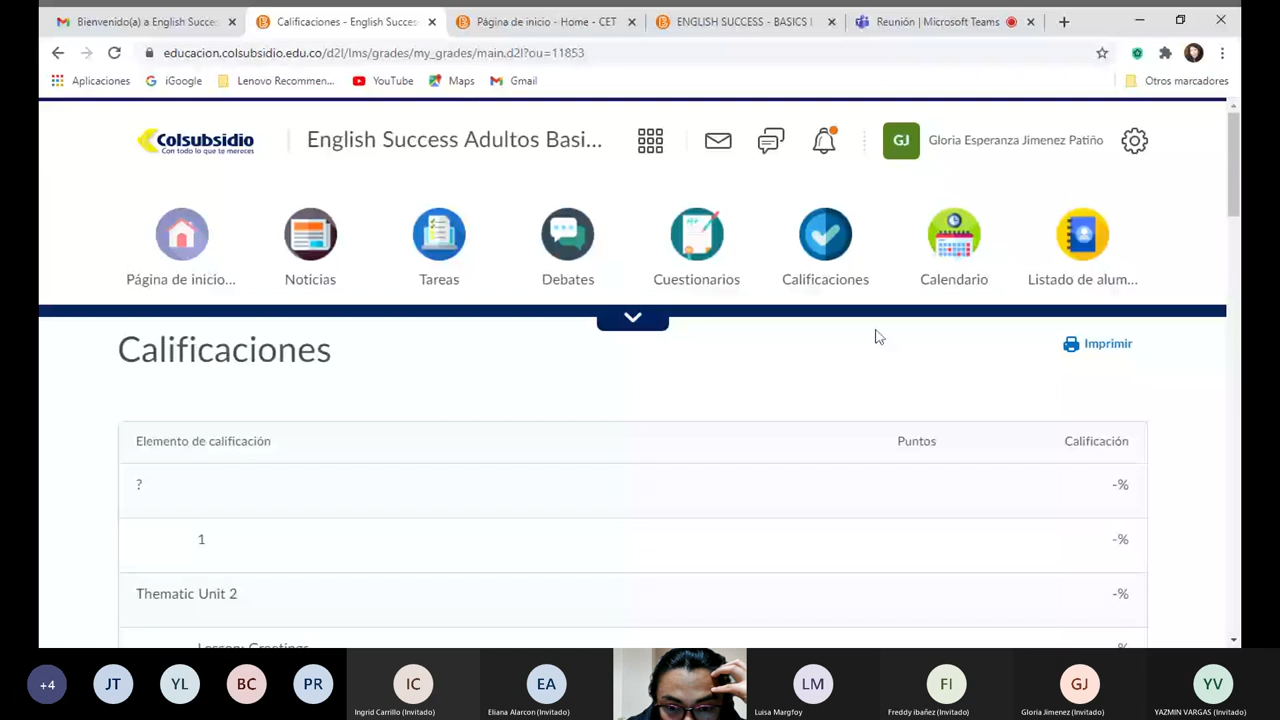 Bienvenido(a) a English Succes
Calificaciones - English Succes
Página de inicio - Home - CET
ENGLISH SUCCESS - BASICS I
Reunión | Microsoft Teams
educacion.colsubsidio.edu.co/d2l/lms/grades/my_grades/main.d2l?ou=11853
Aplicaciones
iGoogle
Lenovo Recommen...
YouTube
Maps
Gmail
Otros marcadores
Colsubsidio
Con todo lo que te mereces
English Success Adultos Basi...
GJ
Gloria Esperanza Jimenez Patiño
Página de inicio...
Noticias
Tareas
Debates
Cuestionarios
Calificaciones
Calendario
Listado de alum...
Calificaciones
Imprimir
Elemento de calificación
Puntos
Calificación
?
-%
1
-%
Thematic Unit 2
-%
Lesson: Greetings
%
+4
JT
YL
BC
PR
IC
EA
LM
FI
GJ
YV
Ingrid Carrillo (Invitado)
Eliana Alarcon (Invitado)
Luisa Margfoy
Freddy ibañez (Invitado)
Gloria Jimenez (Invitado)
YAZMIN VARGAS (Invitado)